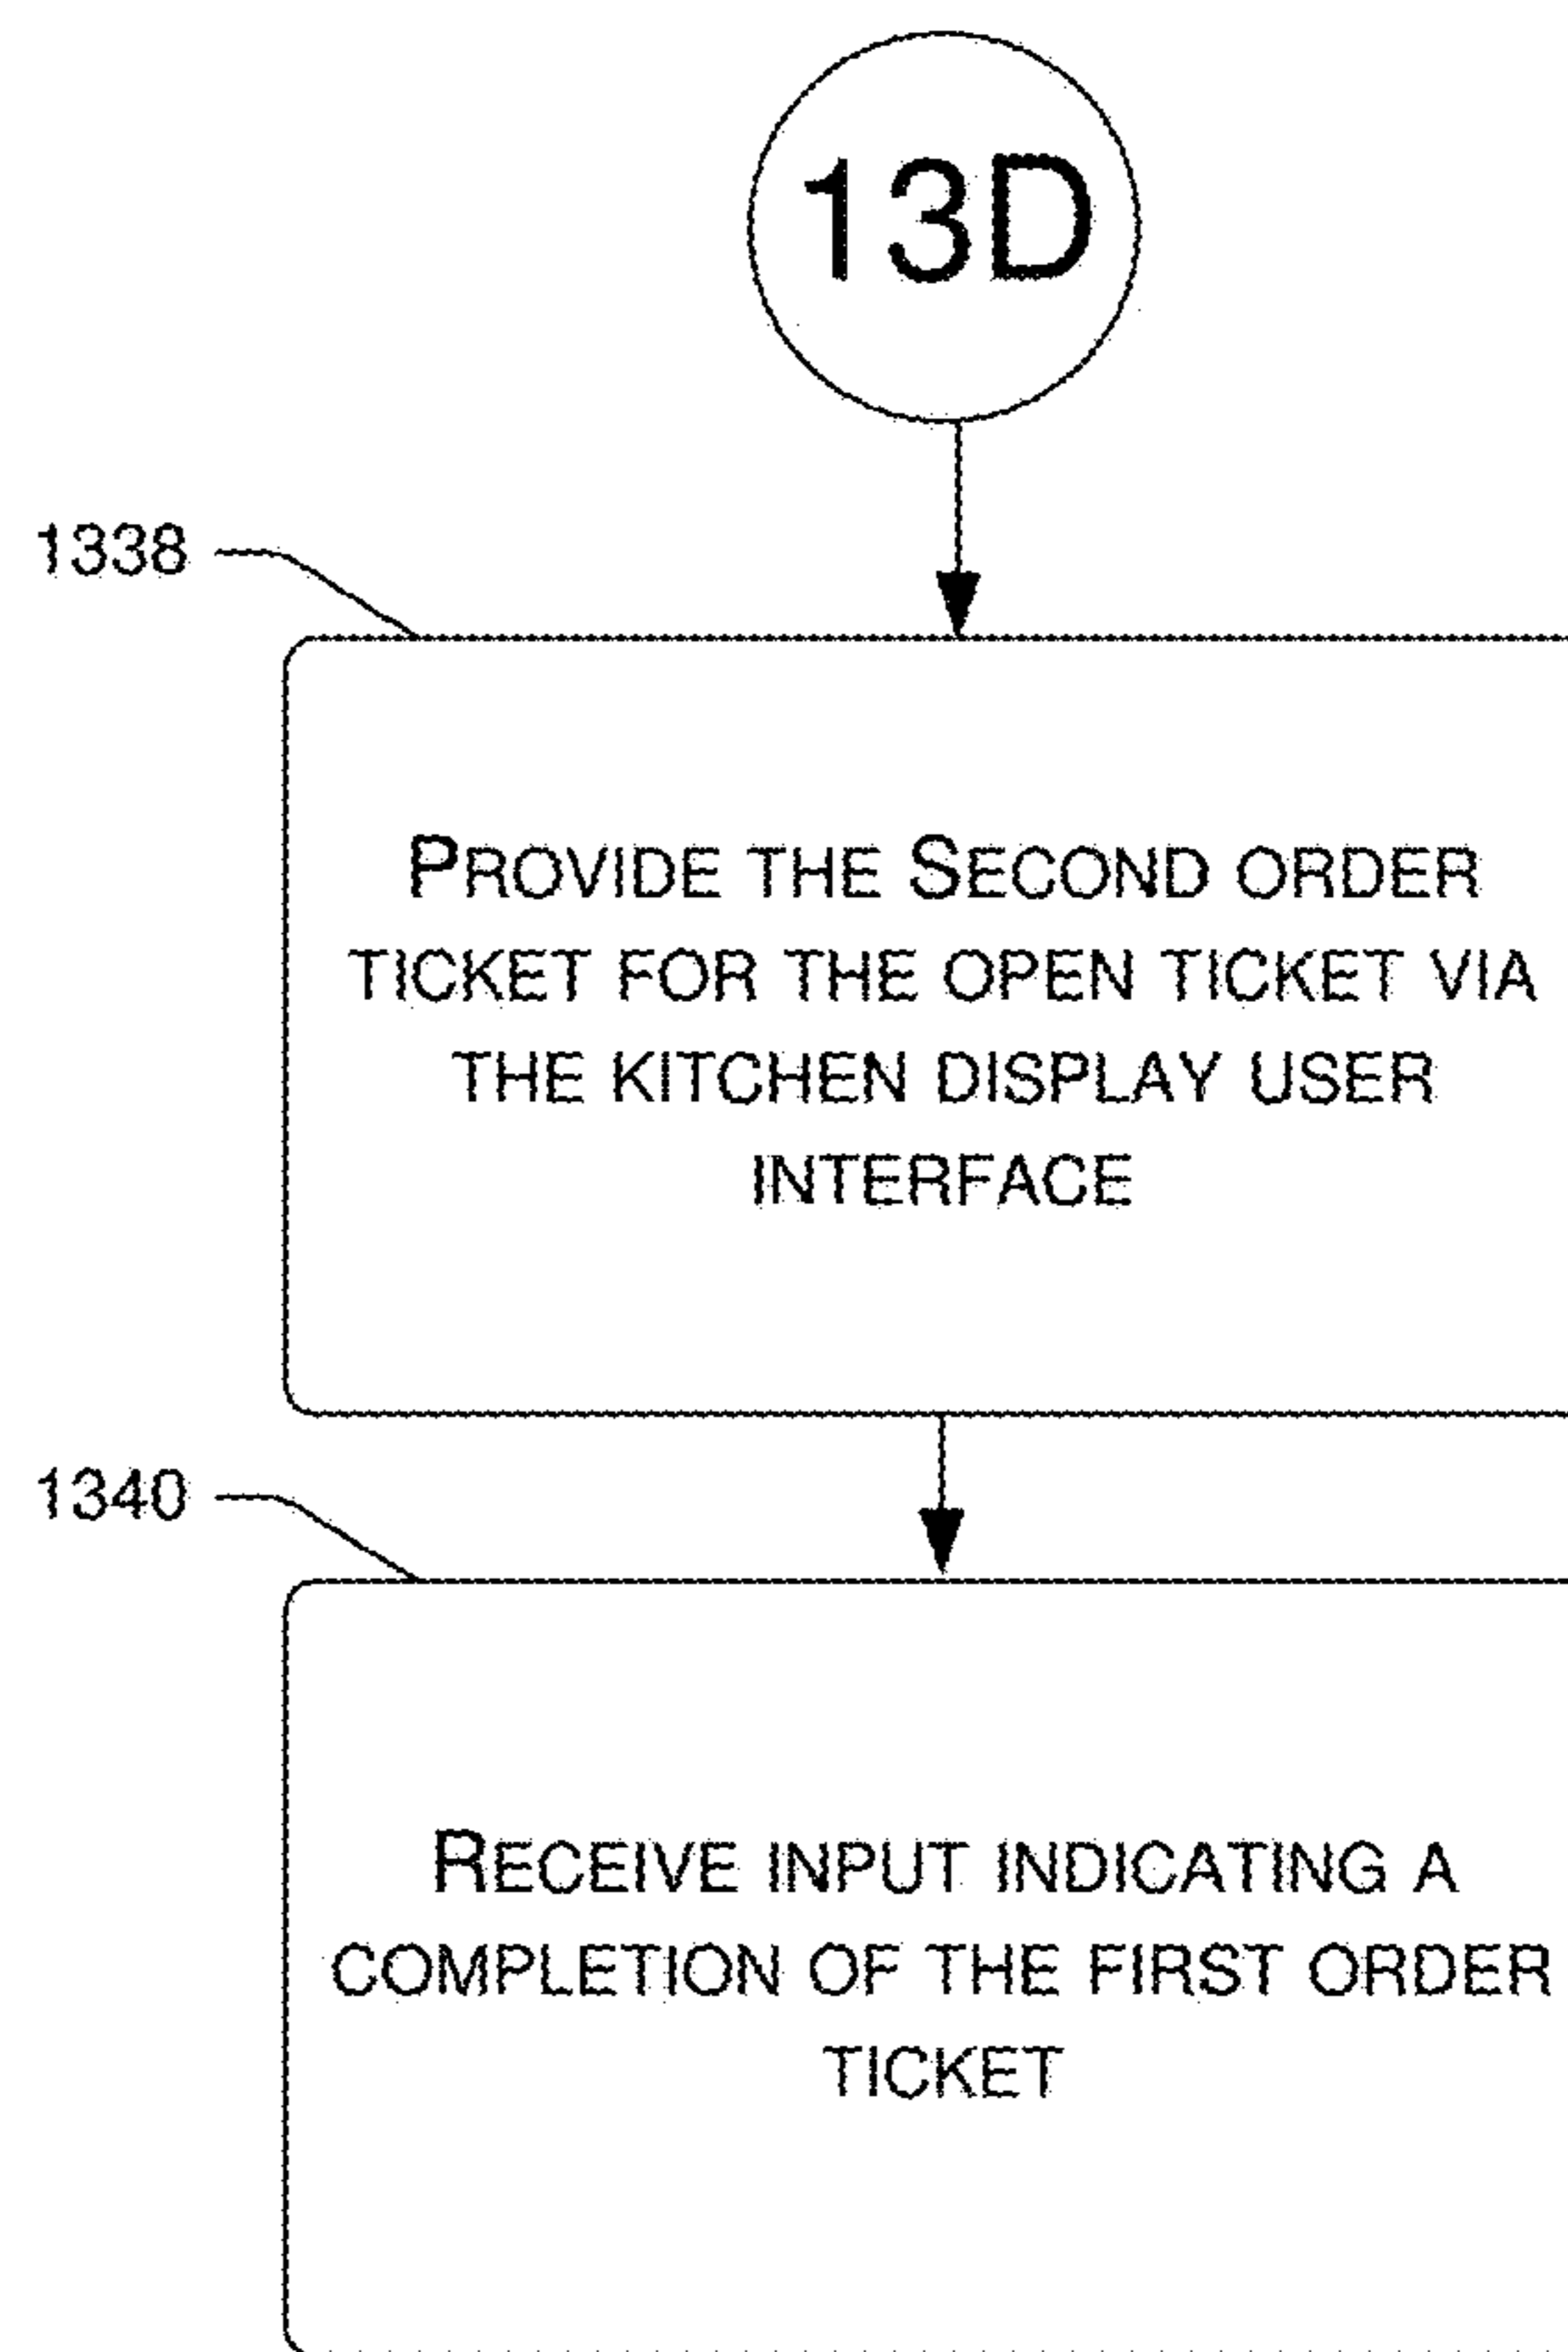 13D
1338
PROVIDE THE SECOND ORDER
TICKET FOR THE OPEN TICKET VIA
THE KITCHEN DISPLAY USER
INTERFACE
1340
RECEIVE INPUT INDICATING A
COMPLETION OF THE FIRST ORDER
TICKET